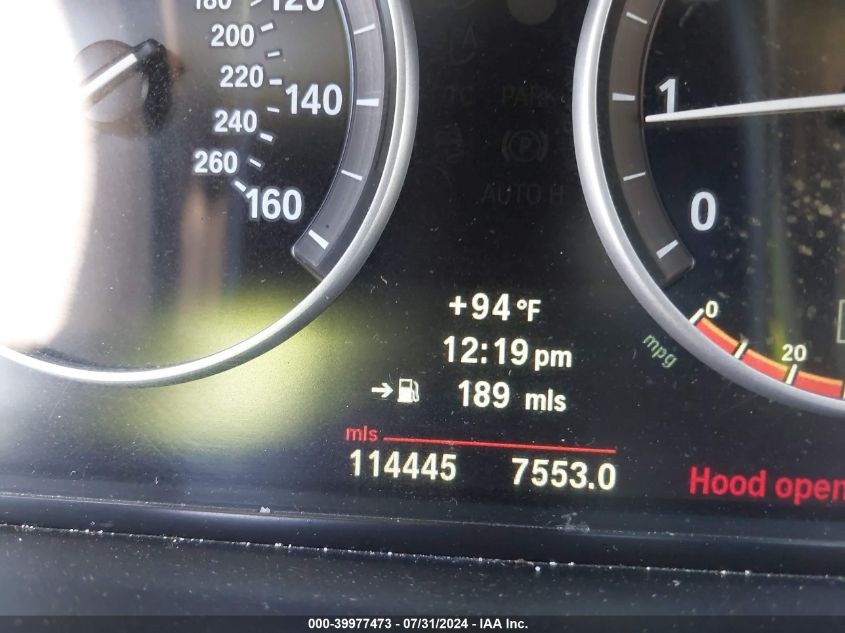 180 120
200
220
140
240
260
160
TC PARK
(P)
AUTO H
1
0
+94 °F
12:19 pm
189 mls
mls
114445 7553.0
0
20
mpg
Hood open
000-39977473 / 07/31/2024 - IAA Inc.